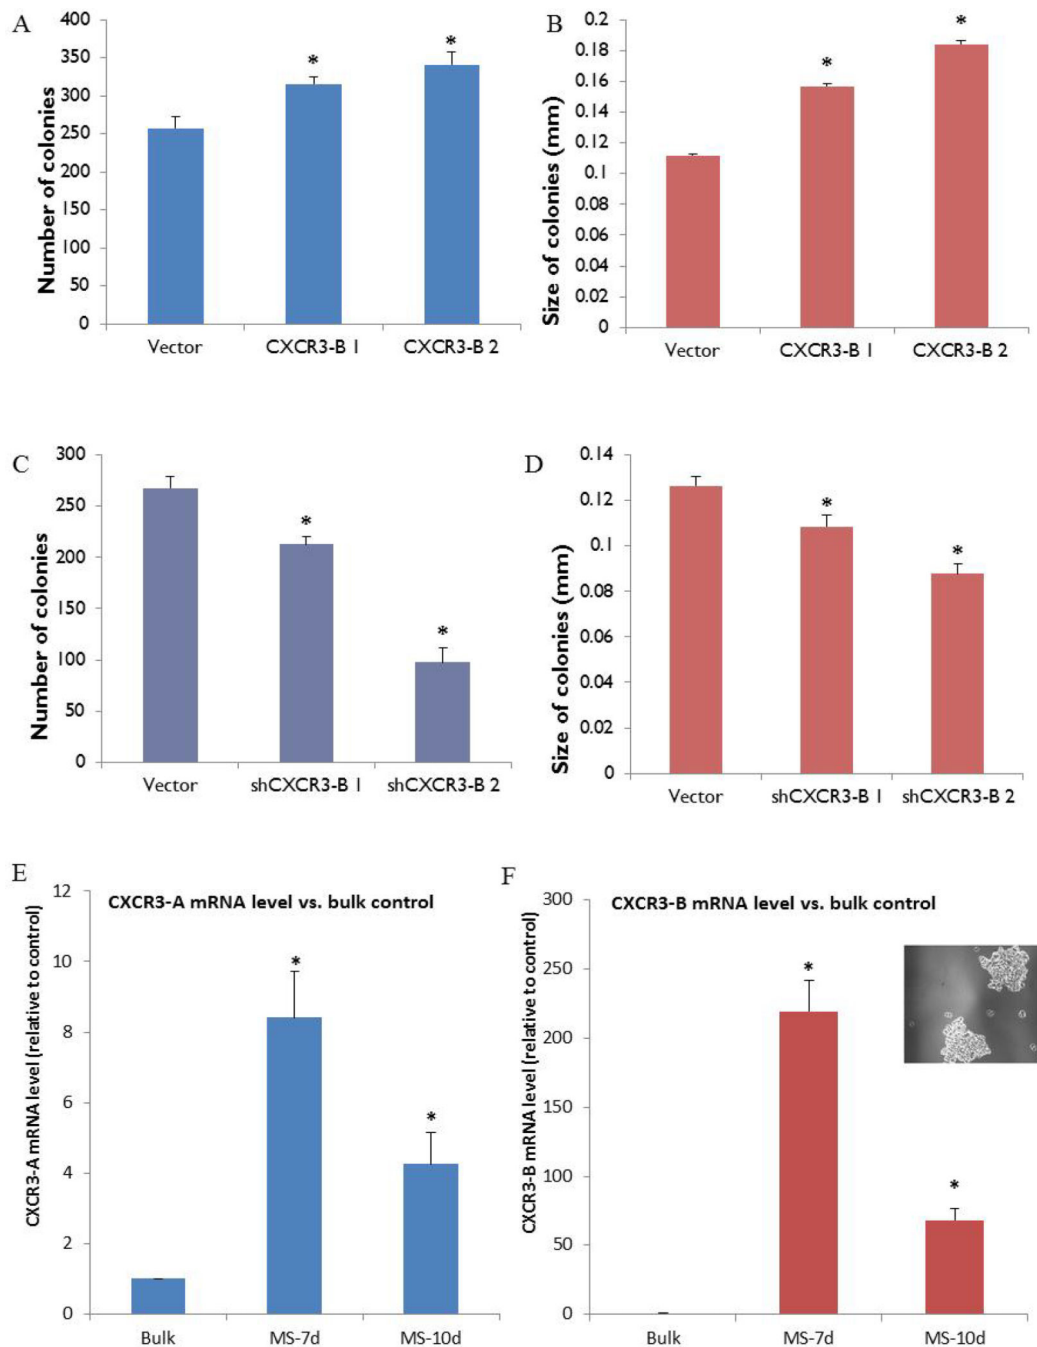 A
Number of colonies
400
350
300
250
200
150
100
50
0
*
*
Vector
CXCR3-B 1
CXCR3-B 2
B
Size of colonies (mm)
0.2
0.18
0.16
0.14
0.12
0.1
0.08
0.06
0.04
0.02
0
*
*
Vector
CXCR3-B 1
CXCR3-B 2
C
Number of colonies
300
250
200
150
100
50
0
*
*
Vector
shCXCR3-B 1
shCXCR3-B 2
D
Size of colonies (mm)
0.14
0.12
0.1
0.08
0.06
0.04
0.02
0
*
*
Vector
shCXCR3-B 1
shCXCR3-B 2
E
CXCR3-A mRNA level vs. bulk control
CXCR3-A mRNA level (relative to control)
12
10
8
6
4
2
0
*
*
Bulk
MS-7d
MS-10d
F
CXCR3-B mRNA level vs. bulk control
CXCR3-B mRNA level (relative to control)
300
250
200
150
100
50
0
*
*
Bulk
MS-7d
MS-10d